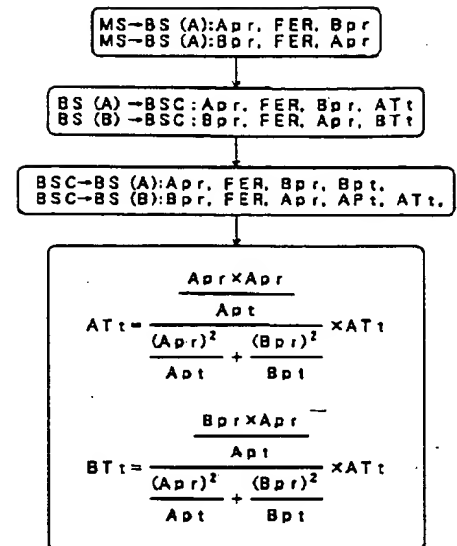 MS→BS (A):Apr, FER, Bpr
MS→BS (A):Bpr, FER, Apr
BS (A) →BSC:Apr, FER, Bpr, ATt
BS (B) →BSC:Bpr, FER, Apr, BTt
BSC→BS (A):Apr, FER, Bpr, Bpt,
BSC→BS (B):Bpr, FER, Apr, APt, ATt,
Apr×Apr
Apt
ATt= ×ATt
(Apr)² + (Bpr)²
Apt Bpt
Bpr×Apr
Apt
BTt= ×ATt
(Apr)² + (Bpr)²
Apt Bpt